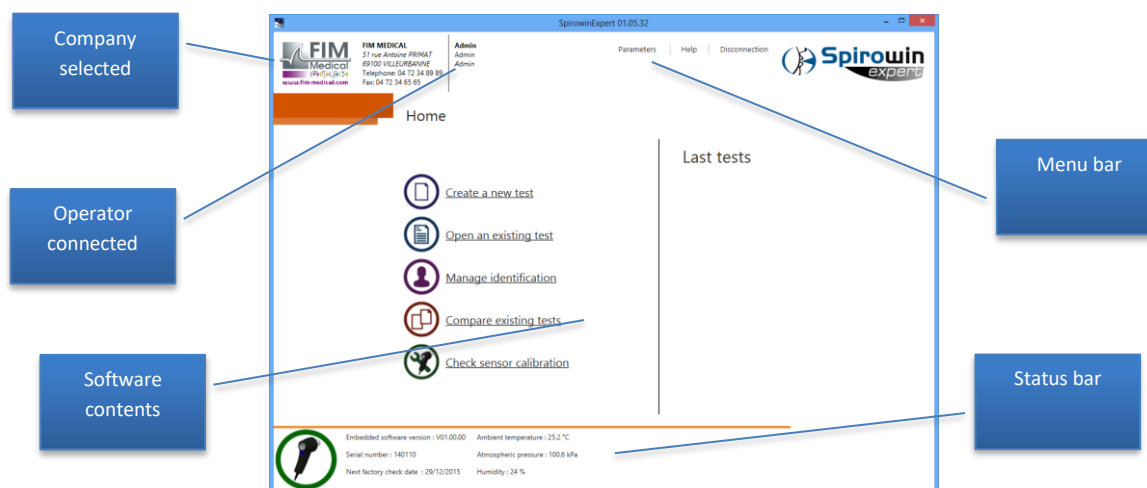 Company
selected
Operator
connected
Software
contents
Menu bar
Status bar
SpirowinExpert 01.05.32
FIM
Medical
www.fim-medical.com
FIM MEDICAL
51 rue Antoine PRIMAT
69100 VILLEURBANNE
Telephone: 04 72 34 89 89
Fax: 04 72 34 65 65
Admin
Admin
Admin
Parameters | Help | Disconnection
Spirowin
expert
Home
Create a new test
Open an existing test
Manage identification
Compare existing tests
Check sensor calibration
Last tests
Embedded software version : V01.00.00
Serial number : 140110
Next factory check date : 29/12/2015
Ambient temperature : 25.2 °C
Atmospheric pressure : 100.6 kPa
Humidity : 24 %